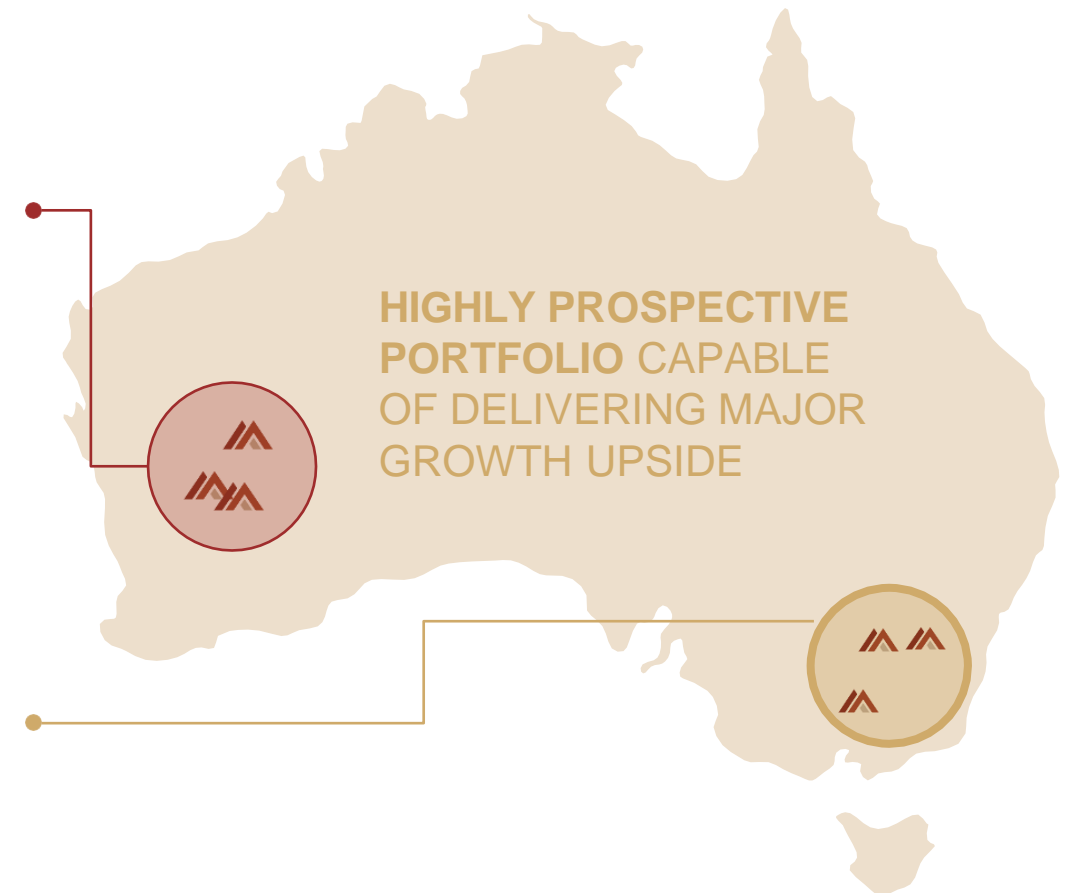 HIGHLY PROSPECTIVE
PORTFOLIO CAPABLE
OF DELIVERING MAJOR
GROWTH UPSIDE